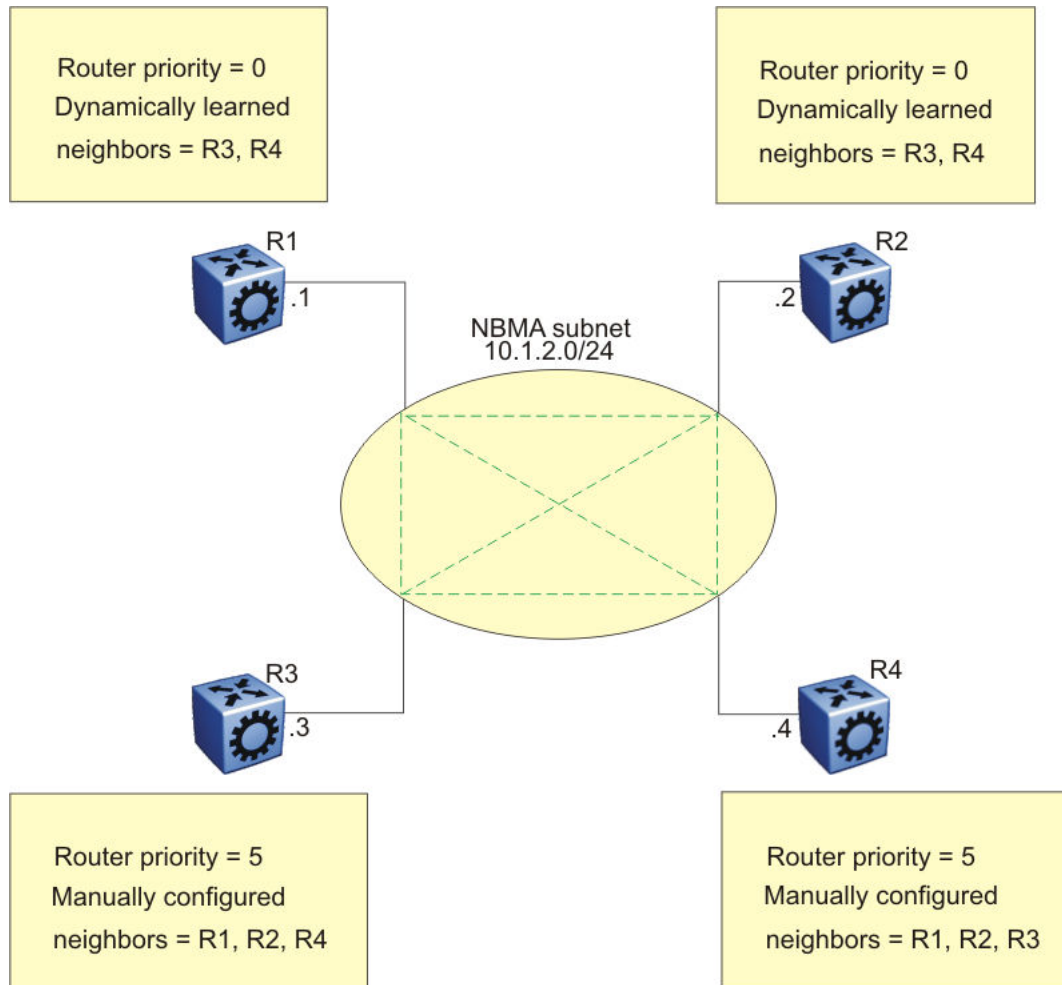 Router priority = 0
Dynamically learned
neighbors = R3, R4
Router priority = 0
Dynamically learned
neighbors = R3, R4
R1
.1
R2
.2
NBMA subnet
10.1.2.0/24
R3
.3
R4
.4
Router priority = 5
Manually configured
neighbors = R1, R2, R4
Router priority = 5
Manually configured
neighbors = R1, R2, R3